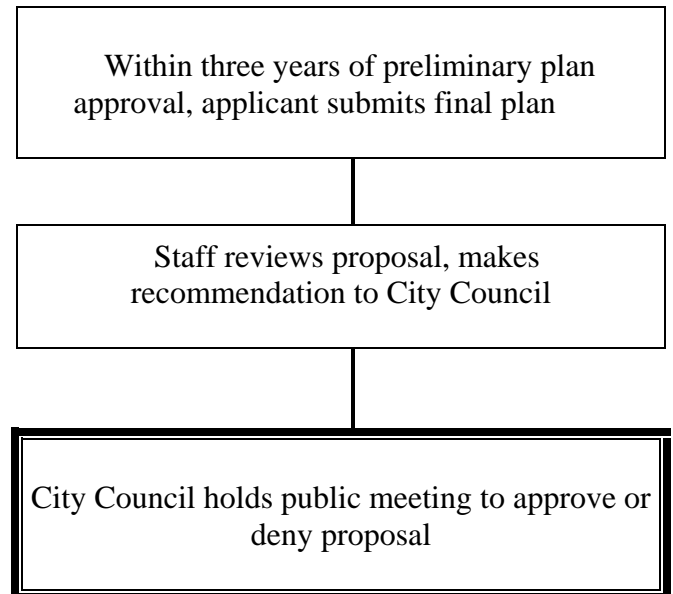 Within three years of preliminary plan
approval, applicant submits final plan
Staff reviews proposal, makes
recommendation to City Council
City Council holds public meeting to approve or
deny proposal